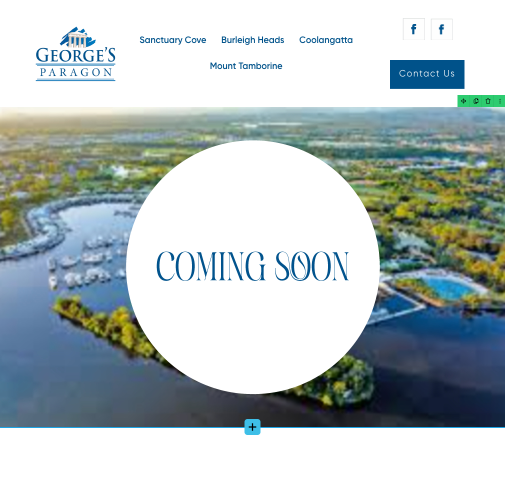 GEORGE'S
PARAGON
Sanctuary Cove Burleigh Heads Coolangatta
Mount Tamborine
Contact Us
COMING SOON